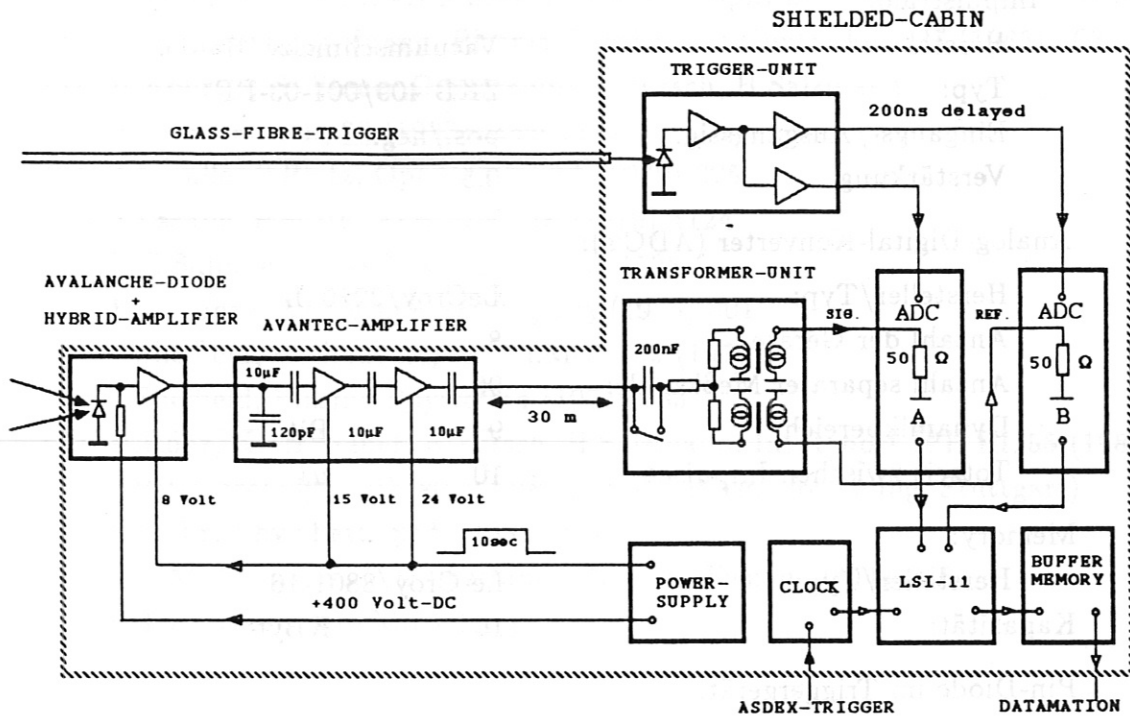 SHIELDED-CABIN
TRIGGER-UNIT
200ns delayed
GLASS-FIBRE-TRIGGER
Typ:
Verstärkung
AVALANCHE-DIODE
+
HYBRID-AMPLIFIER
AVANTEC-AMPLIFIER
TRANSFORMER-UNIT
SIG.
ADC
REF.
ADC
10µF
200nF
50 Ω
50 Ω
30 m
A
B
120pF
10µF
10µF
8 Volt
15 Volt
24 Volt
10sec
+400 Volt-DC
POWER-
SUPPLY
CLOCK
LSI-11
BUFFER
MEMORY
ASDEX-TRIGGER
DATAMATION